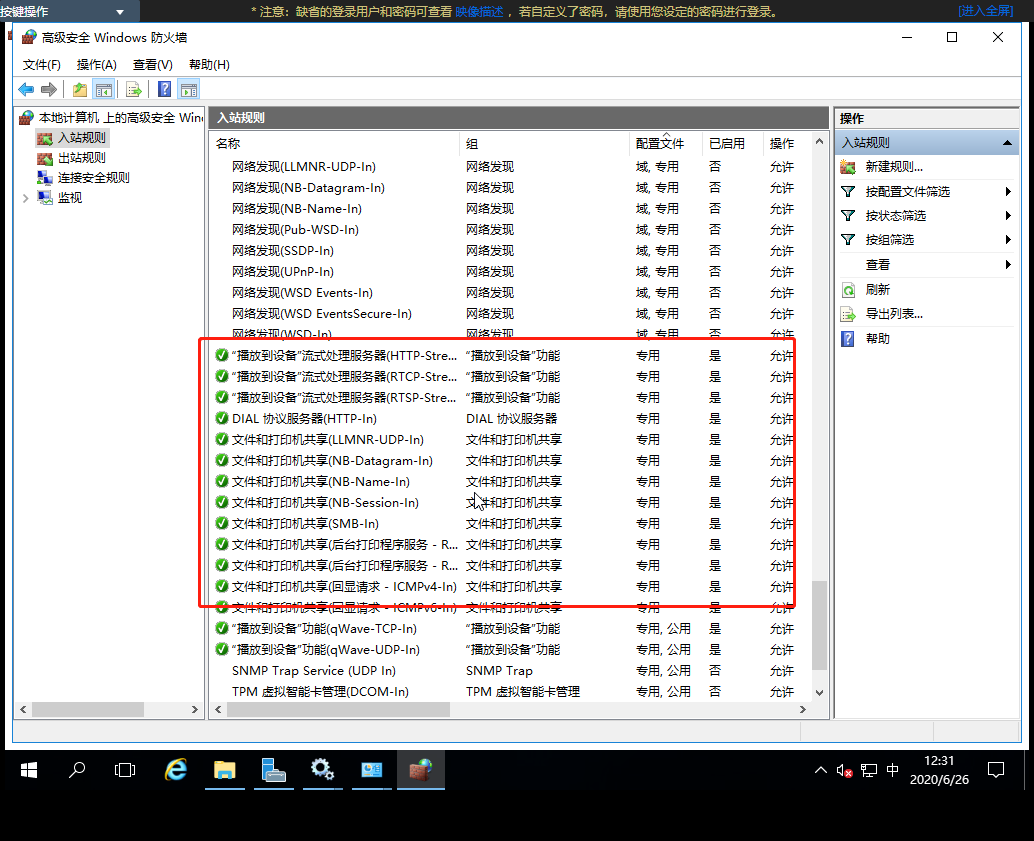 按键操作
* 注意：缺省的登录用户和密码可查看 映像描述 ，若自定义了密码，请使用您设定的密码进行登录。 [进入全屏]
高级安全 Windows 防火墙
文件(F) 操作(A) 查看(V) 帮助(H)
本地计算机 上的高级安全 Win
入站规则
出站规则
连接安全规则
监视
入站规则
名称 组 配置文件 已启用 操作
网络发现(LLMNR-UDP-In) 网络发现 域, 专用 否 允许
网络发现(NB-Datagram-In) 网络发现 域, 专用 否 允许
网络发现(NB-Name-In) 网络发现 域, 专用 否 允许
网络发现(Pub-WSD-In) 网络发现 域, 专用 否 允许
网络发现(SSDP-In) 网络发现 域, 专用 否 允许
网络发现(UPnP-In) 网络发现 域, 专用 否 允许
网络发现(WSD Events-In) 网络发现 域, 专用 否 允许
网络发现(WSD EventsSecure-In) 网络发现 域, 专用 否 允许
网络发现(WSD-In) 网络发现 域, 专用 否 允许
“播放到设备”流式处理服务器(HTTP-Stre... “播放到设备”功能 专用 是 允许
“播放到设备”流式处理服务器(RTCP-Stre... “播放到设备”功能 专用 是 允许
“播放到设备”流式处理服务器(RTSP-Stre... “播放到设备”功能 专用 是 允许
DIAL 协议服务器(HTTP-In) DIAL 协议服务器 专用 是 允许
文件和打印机共享(LLMNR-UDP-In) 文件和打印机共享 专用 是 允许
文件和打印机共享(NB-Datagram-In) 文件和打印机共享 专用 是 允许
文件和打印机共享(NB-Name-In) 文件和打印机共享 专用 是 允许
文件和打印机共享(NB-Session-In) 文件和打印机共享 专用 是 允许
文件和打印机共享(SMB-In) 文件和打印机共享 专用 是 允许
文件和打印机共享(后台打印程序服务 - R... 文件和打印机共享 专用 是 允许
文件和打印机共享(后台打印程序服务 - R... 文件和打印机共享 专用 是 允许
文件和打印机共享(回显请求 - ICMPv4-In) 文件和打印机共享 专用 是 允许
文件和打印机共享(回显请求 - ICMPv6-In) 文件和打印机共享 专用 是 允许
“播放到设备”功能(qWave-TCP-In) “播放到设备”功能 专用, 公用 是 允许
“播放到设备”功能(qWave-UDP-In) “播放到设备”功能 专用, 公用 是 允许
SNMP Trap Service (UDP In) SNMP Trap 专用, 公用 否 允许
TPM 虚拟智能卡管理(DCOM-In) TPM 虚拟智能卡管理 专用, 公用 否 允许
操作
入站规则
新建规则...
按配置文件筛选
按状态筛选
按组筛选
查看
刷新
导出列表...
帮助
中
12:31
2020/6/26